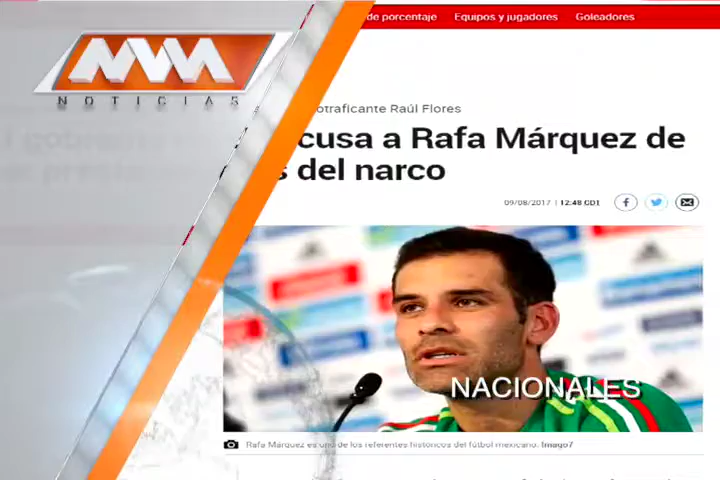 de porcentaje Equipos y jugadores Goleadores
NWM
NOTICIAS
otraficante Raúl Flores
cusa a Rafa Márquez de
s del narco
09/08/2017 | 12:48 CDT
NACIONALES
Rafa Márquez es uno de los referentes históricos del fútbol mexicano. Imago7